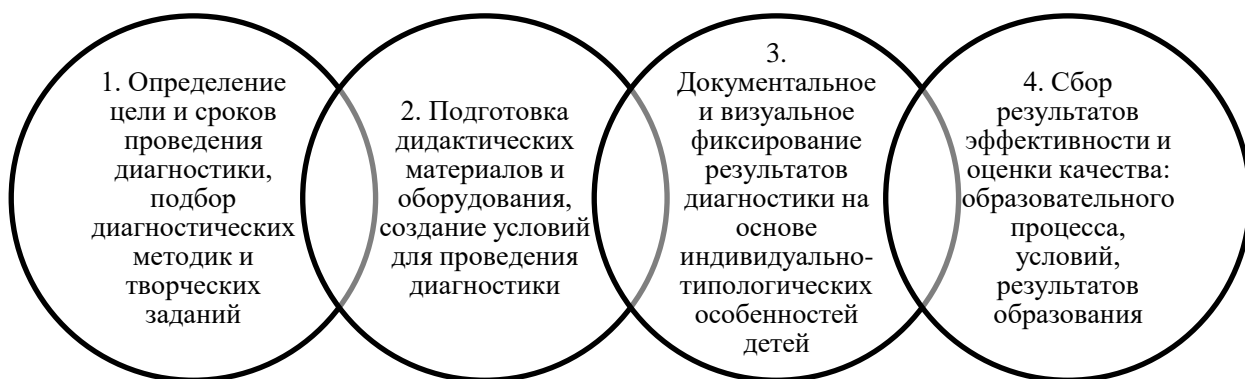 1. Определение
цели и сроков
проведения
диагностики,
подбор
диагностических
методик и
творческих
заданий
2. Подготовка
дидактических
материалов и
оборудования,
создание условий
для проведения
диагностики
3.
Документальное
и визуальное
фиксирование
результатов
диагностики на
основе
индивидуально-
типологических
особенностей
детей
4. Сбор
результатов
эффективности и
оценки качества:
образовательного
процесса,
условий,
результатов
образования